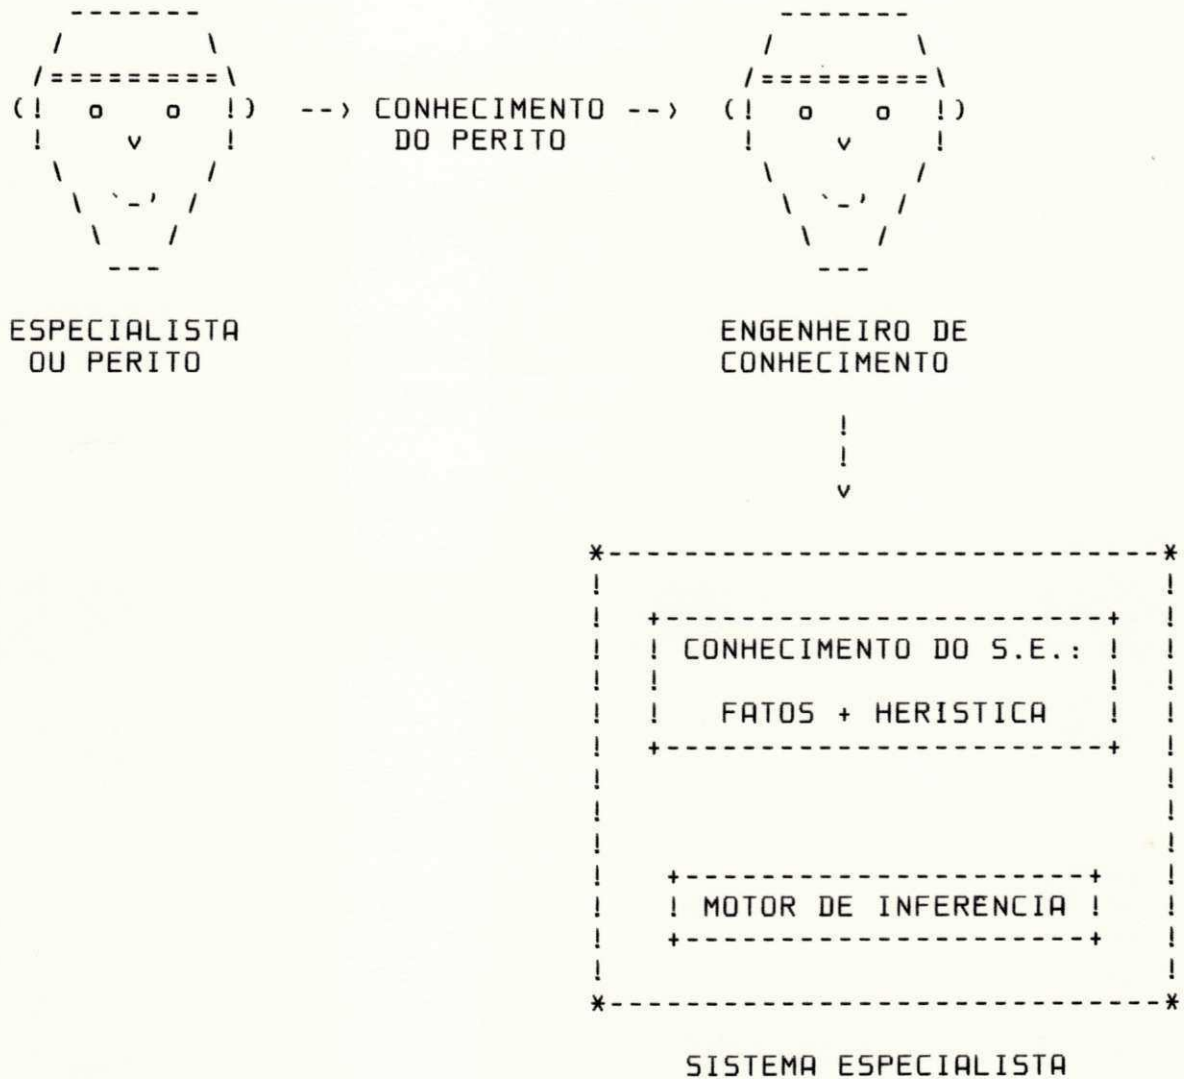 --> CONHECIMENTO -->
DO PERITO
ESPECIALISTA
OU PERITO
ENGENHEIRO DE
CONHECIMENTO
CONHECIMENTO DO S.E.:
FATOS + HERISTICA
MOTOR DE INFERENCIA
SISTEMA ESPECIALISTA